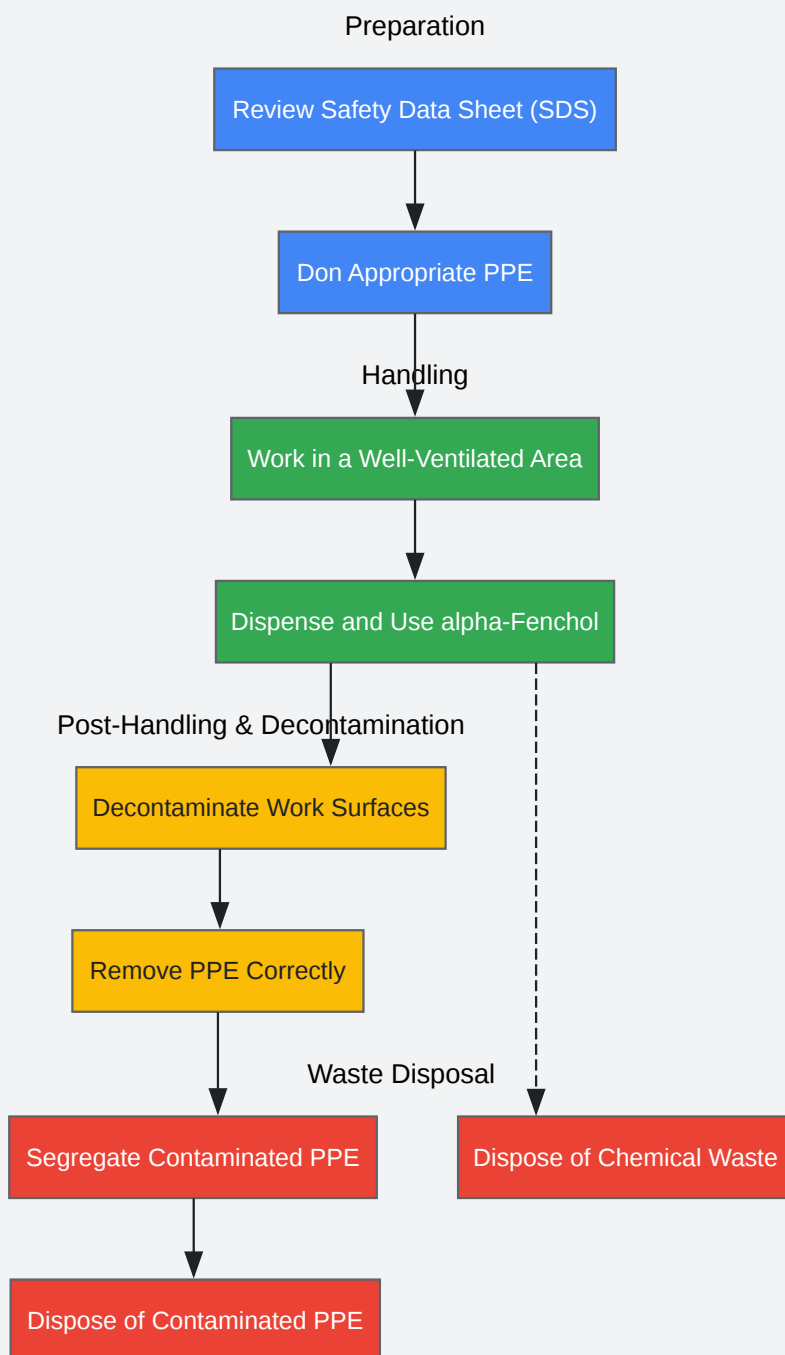 Preparation
Review Safety Data Sheet (SDS)
Don Appropriate PPE
Handling
Work in a Well-Ventilated Area
Dispense and Use alpha-Fenchol
Post-Handling & Decontamination
Decontaminate Work Surfaces
Remove PPE Correctly
Waste Disposal
Segregate Contaminated PPE
Dispose of Chemical Waste
Dispose of Contaminated PPE